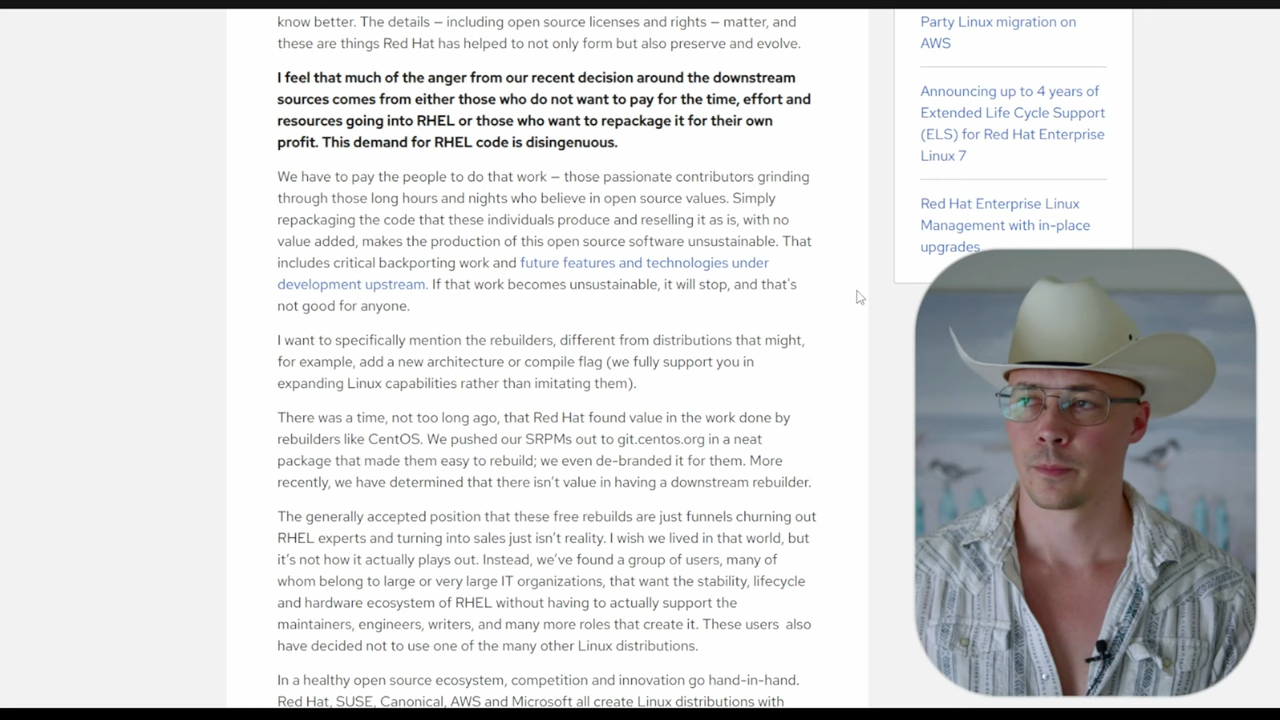 know better. The details – including open source licenses and rights – matter, and
these are things Red Hat has helped to not only form but also preserve and evolve.
I feel that much of the anger from our recent decision around the downstream
sources comes from either those who do not want to pay for the time, effort and
resources going into RHEL or those who want to repackage it for their own
profit. This demand for RHEL code is disingenuous.
We have to pay the people to do that work – those passionate contributors grinding
through those long hours and nights who believe in open source values. Simply
repackaging the code that these individuals produce and reselling it as is, with no
value added, makes the production of this open source software unsustainable. That
includes critical backporting work and future features and technologies under
development upstream. If that work becomes unsustainable, it will stop, and that's
not good for anyone.
I want to specifically mention the rebuilders, different from distributions that might,
for example, add a new architecture or compile flag (we fully support you in
expanding Linux capabilities rather than imitating them).
There was a time, not too long ago, that Red Hat found value in the work done by
rebuilders like CentOS. We pushed our SRPMs out to git.centos.org in a neat
package that made them easy to rebuild; we even de-branded it for them. More
recently, we have determined that there isn't value in having a downstream rebuilder.
The generally accepted position that these free rebuilds are just funnels churning out
RHEL experts and turning into sales just isn't reality. I wish we lived in that world, but
it's not how it actually plays out. Instead, we've found a group of users, many of
whom belong to large or very large IT organizations, that want the stability, lifecycle
and hardware ecosystem of RHEL without having to actually support the
maintainers, engineers, writers, and many more roles that create it. These users also
have decided not to use one of the many other Linux distributions.
In a healthy open source ecosystem, competition and innovation go hand-in-hand.
Red Hat, SUSE, Canonical, AWS and Microsoft all create Linux distributions with
Party Linux migration on
AWS
Announcing up to 4 years of
Extended Life Cycle Support
(ELS) for Red Hat Enterprise
Linux 7
Red Hat Enterprise Linux
Management with in-place
upgrades